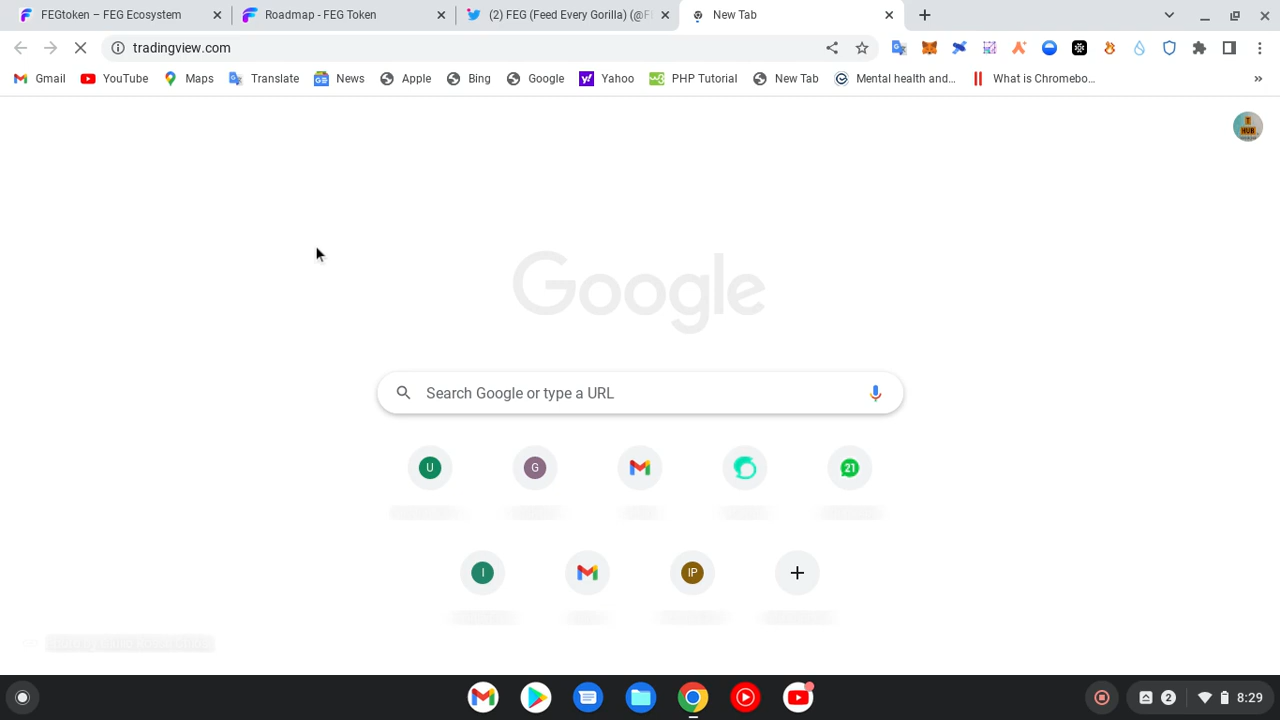 FEGtoken – FEG Ecosystem
Roadmap - FEG Token
(2) FEG (Feed Every Gorilla) (@F
New Tab
tradingview.com
Gmail
YouTube
Maps
Translate
News
Apple
Bing
Google
Yahoo
PHP Tutorial
New Tab
Mental health and…
What is Chromebo…
T
HUB
Google
Search Google or type a URL
U
G
21
I
IP
2
8:29